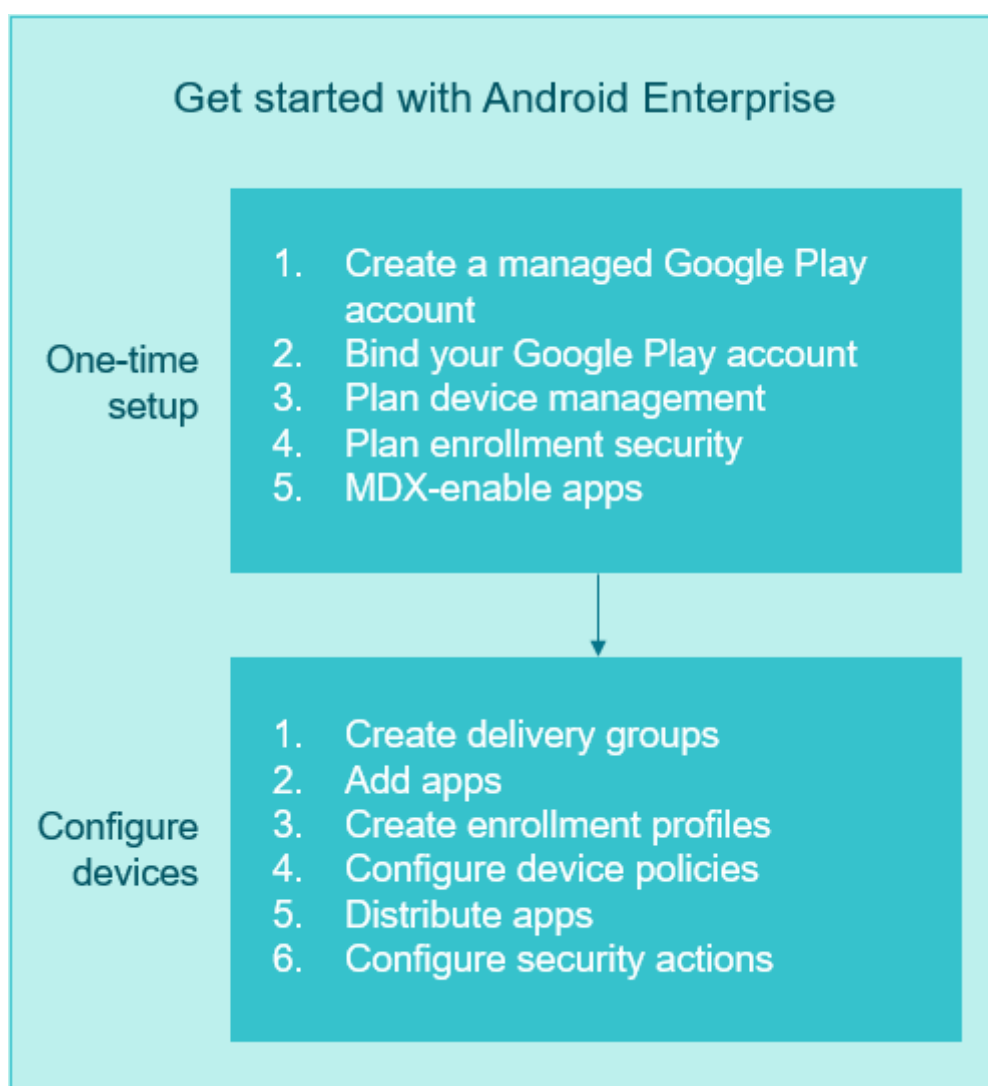 Get started with Android Enterprise
One-time
setup
1. Create a managed Google Play
account
2. Bind your Google Play account
3. Plan device management
4. Plan enrollment security
5. MDX-enable apps
Configure
devices
1. Create delivery groups
2. Add apps
3. Create enrollment profiles
4. Configure device policies
5. Distribute apps
6. Configure security actions